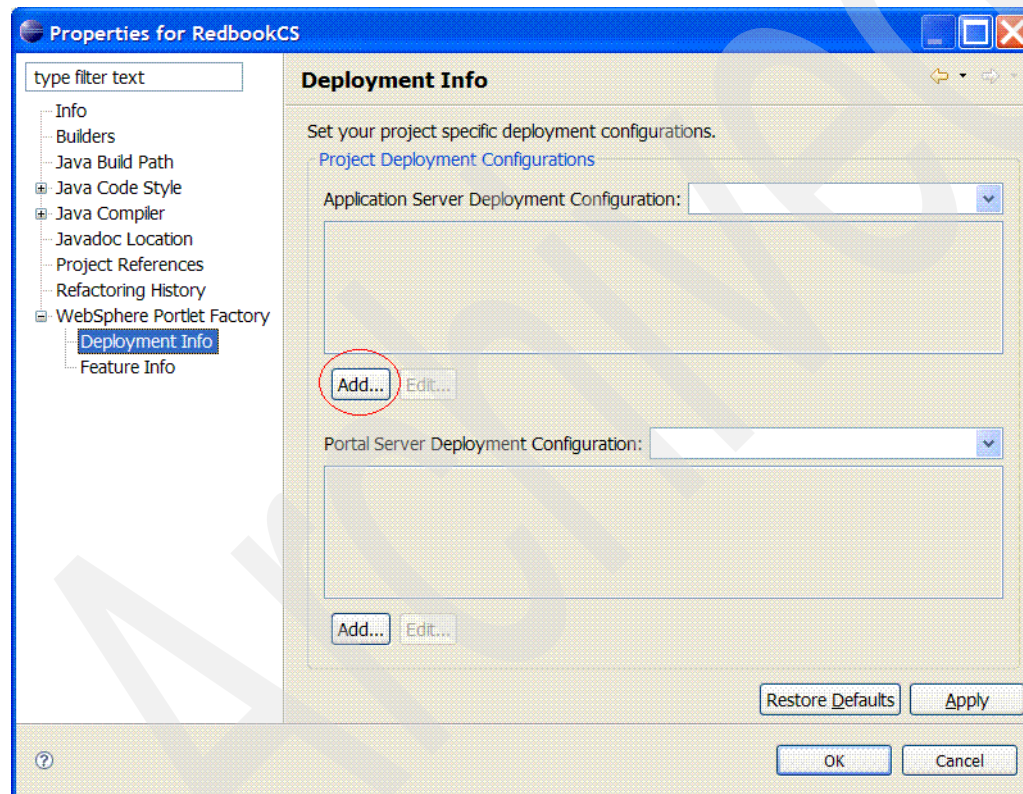 Properties for RedbookCS
type filter text
Info
Builders
Java Build Path
Java Code Style
Java Compiler
Javadoc Location
Project References
Refactoring History
WebSphere Portlet Factory
Deployment Info
Feature Info
Deployment Info
Set your project specific deployment configurations.
Project Deployment Configurations
Application Server Deployment Configuration:
Add... Edit...
Portal Server Deployment Configuration:
Add... Edit...
Restore Defaults Apply
? OK Cancel